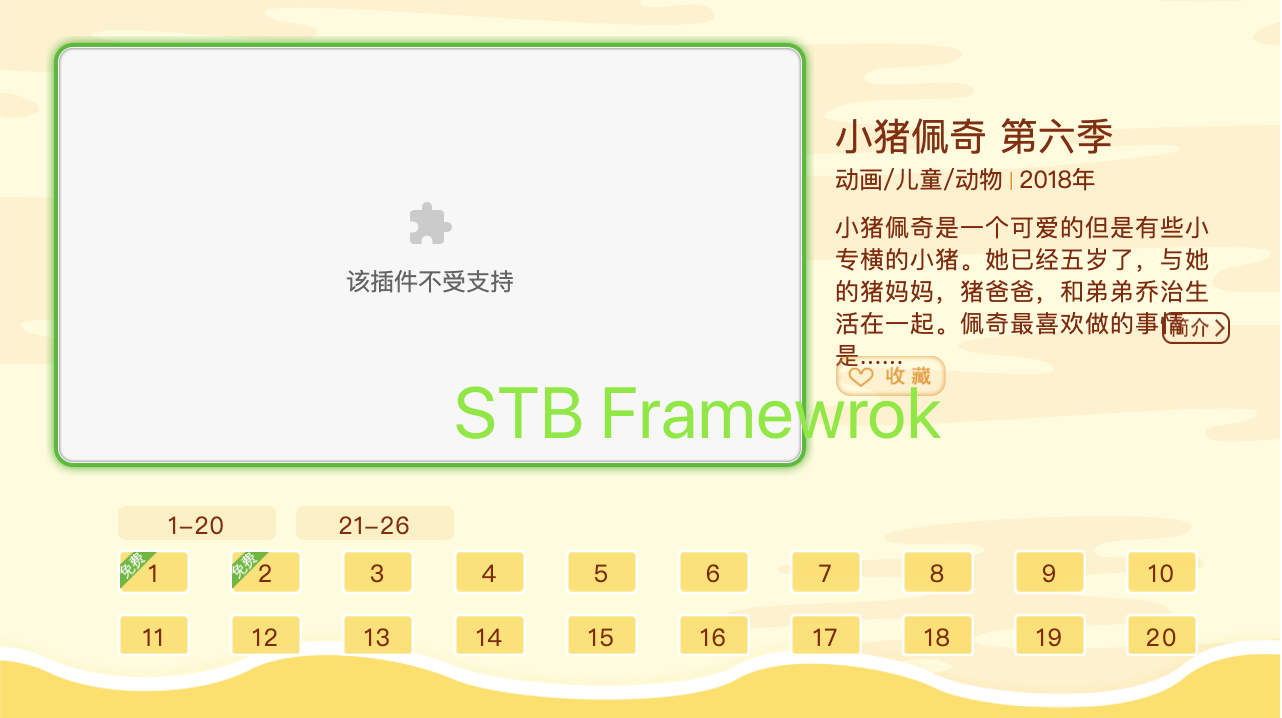 该插件不受支持
小猪佩奇 第六季
动画/儿童/动物 | 2018年
小猪佩奇是一个可爱的但是有些小
专横的小猪。她已经五岁了，与她
的猪妈妈，猪爸爸，和弟弟乔治生
活在一起。佩奇最喜欢做的事情
是......
简介
收藏
STB Framewrok
1-20 21-26
免费 1 免费 2 3 4 5 6 7 8 9 10
11 12 13 14 15 16 17 18 19 20